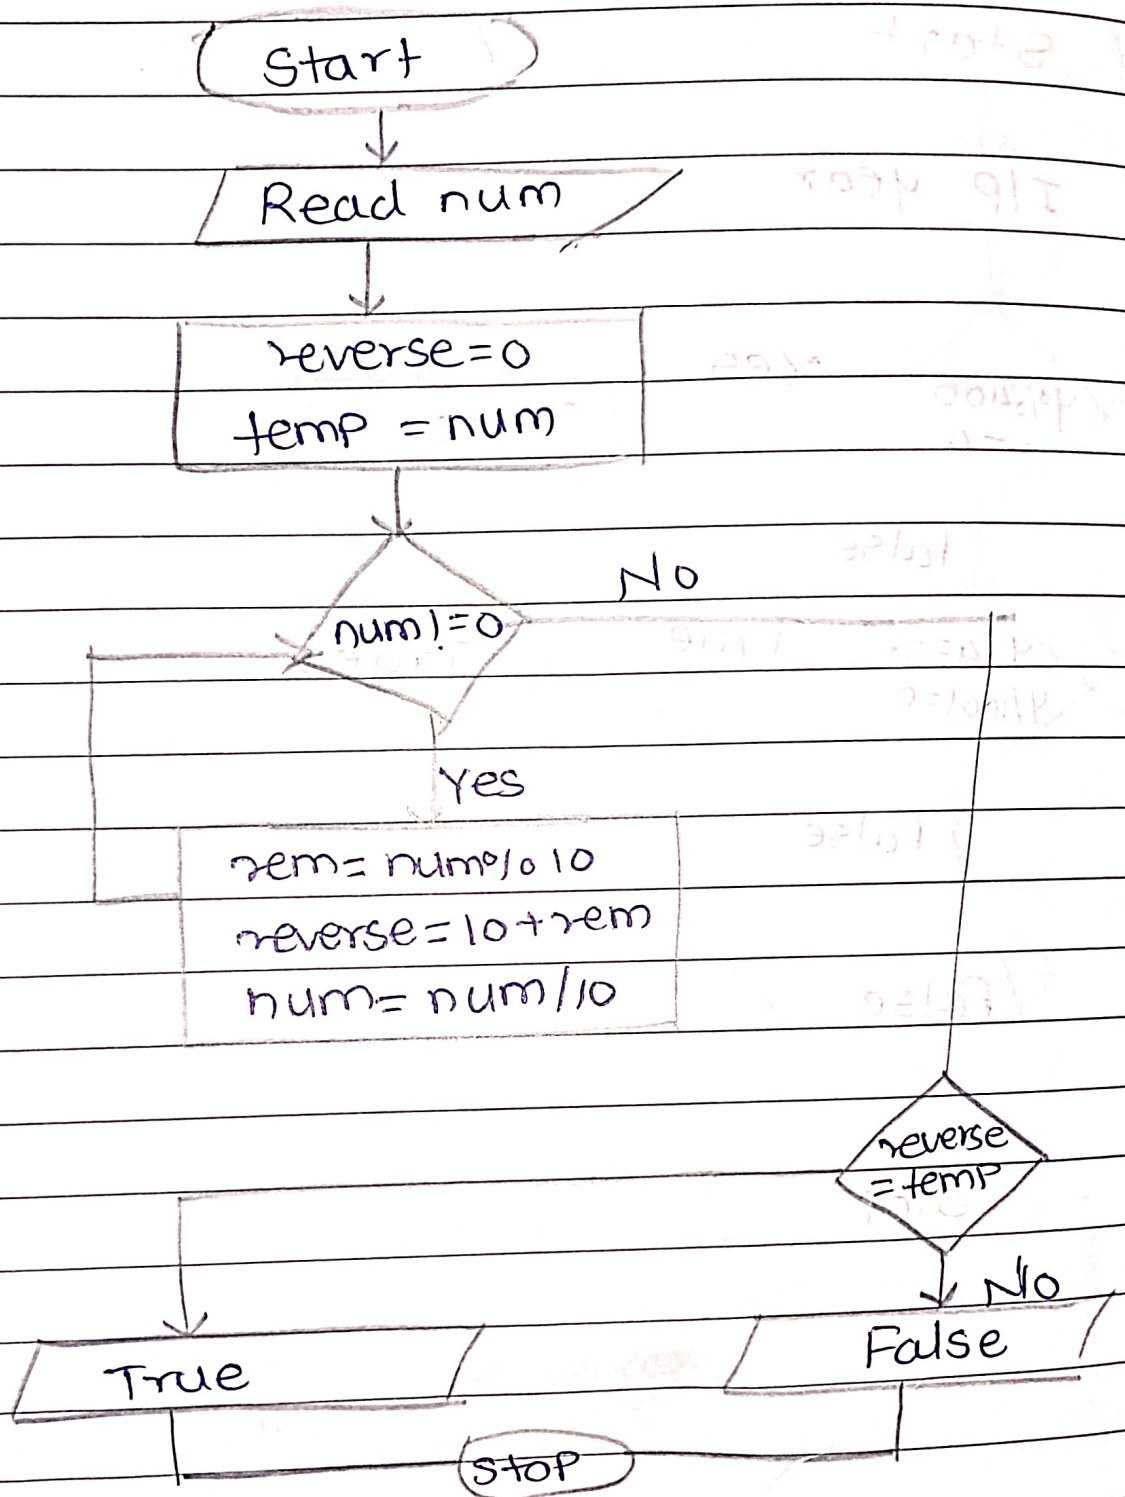 Start
Read num
reverse=0
temp = num
num!=0
No
Yes
rem= num%10
reverse=10+rem
num= num//10
reverse
=temp
No
True
False
Stop